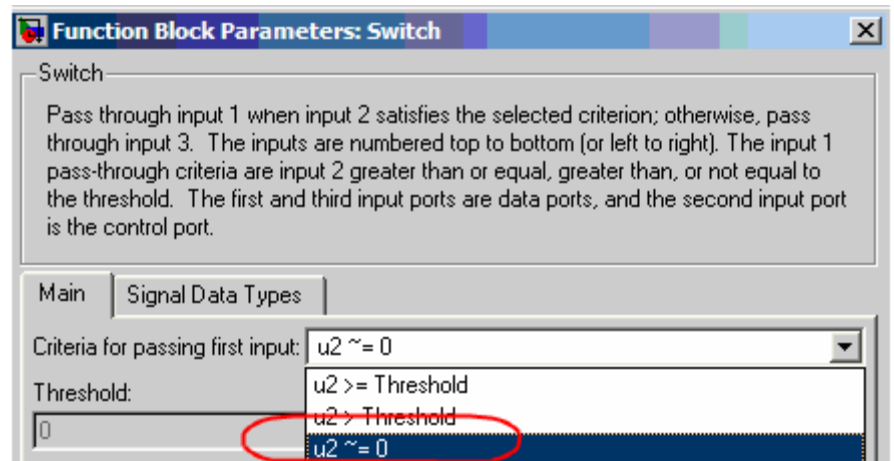 Function Block Parameters: Switch
Switch
Pass through input 1 when input 2 satisfies the selected criterion; otherwise, pass
through input 3. The inputs are numbered top to bottom (or left to right). The input 1
pass-through criteria are input 2 greater than or equal, greater than, or not equal to
the threshold. The first and third input ports are data ports, and the second input port
is the control port.
Main Signal Data Types
Criteria for passing first input: u2 ~= 0
Threshold: u2 >= Threshold
u2 > Threshold
0
u2 ~= 0